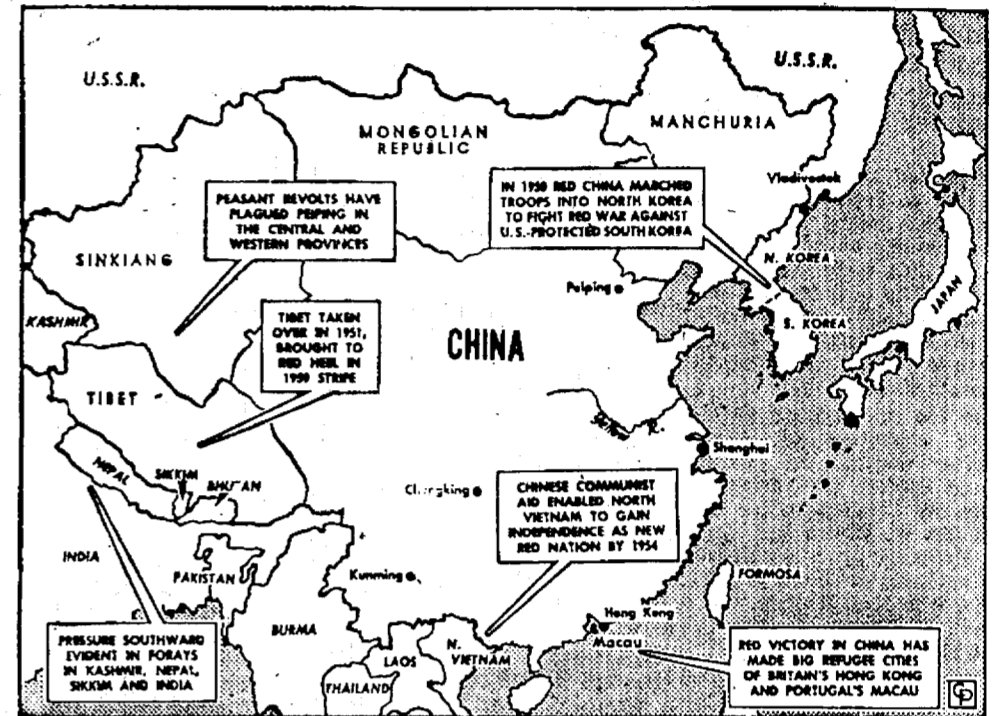 U.S.S.R.
U.S.S.R.
MONGOLIAN
REPUBLIC
MANCHURIA
Vladivostok
PEASANT REVOLTS HAVE
PLAGUED PEIPING IN
THE CENTRAL AND
WESTERN PROVINCES
IN 1950 RED CHINA MARCHED
TROOPS INTO NORTH KOREA
TO FIGHT RED WAR AGAINST
U.S.-PROTECTED SOUTH KOREA
SINKIANG
N. KOREA
Peiping
JAPAN
KASHMIR
TIBET TAKEN
OVER IN 1951,
BROUGHT TO
RED HEEL IN
1959 STRIFE
S. KOREA
CHINA
TIBET
Yellow R.
Shanghai
NEPAL
SIKKIM
BHUTAN
Chungking
CHINESE COMMUNIST
AID ENABLED NORTH
VIETNAM TO GAIN
INDEPENDENCE AS NEW
RED NATION BY 1954
INDIA
PAKISTAN
Kunming
FORMOSA
Hong Kong
Macau
BURMA
PRESSURE SOUTHWARD
EVIDENT IN FORAYS
IN KASHMIR, NEPAL,
SIKKIM AND INDIA
LAOS
N.
VIETNAM
THAILAND
RED VICTORY IN CHINA HAS
MADE BIG REFUGEE CITIES
OF BRITAIN'S HONG KONG
AND PORTUGAL'S MACAU
CP